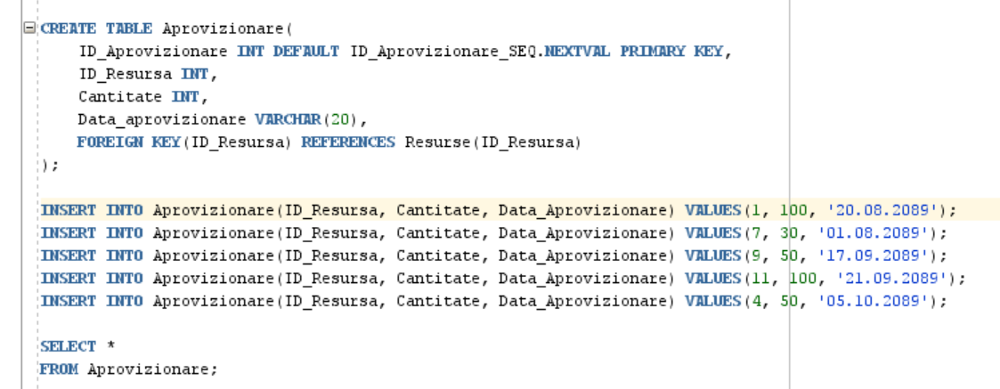 CREATE TABLE Aprovizionare(
ID_Aprovizionare INT DEFAULT ID_Aprovizionare_SEQ.NEXTVAL PRIMARY KEY,
ID_Resursa INT,
Cantitate INT,
Data_aprovizionare VARCHAR(20),
FOREIGN KEY(ID_Resursa) REFERENCES Resurse(ID_Resursa)
);
INSERT INTO Aprovizionare(ID_Resursa, Cantitate, Data_Aprovizionare) VALUES(1, 100, '20.08.2089');
INSERT INTO Aprovizionare(ID_Resursa, Cantitate, Data_Aprovizionare) VALUES(7, 30, '01.08.2089');
INSERT INTO Aprovizionare(ID_Resursa, Cantitate, Data_Aprovizionare) VALUES(9, 50, '17.09.2089');
INSERT INTO Aprovizionare(ID_Resursa, Cantitate, Data_Aprovizionare) VALUES(11, 100, '21.09.2089');
INSERT INTO Aprovizionare(ID_Resursa, Cantitate, Data_Aprovizionare) VALUES(4, 50, '05.10.2089');
SELECT *
FROM Aprovizionare;